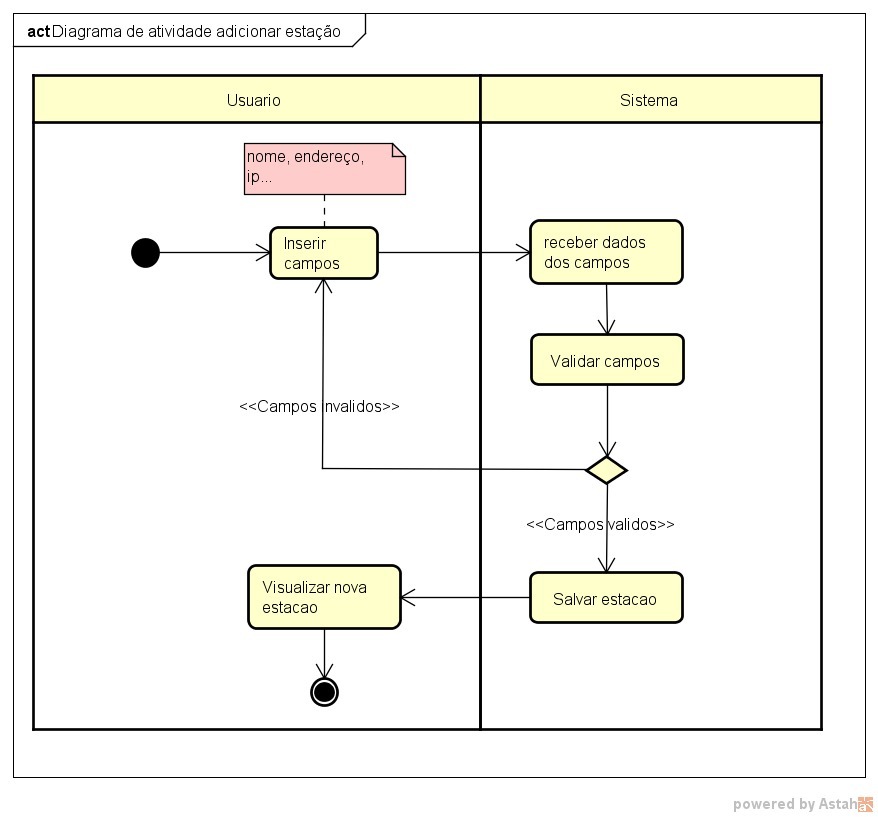 act Diagrama de atividade adicionar estação
Usuario
Sistema
nome, endereço,
ip...
Inserir
campos
receber dados
dos campos
Validar campos
<<Campos Invalidos>>
<<Campos validos>>
Visualizar nova
estacao
Salvar estacao
powered by Astah